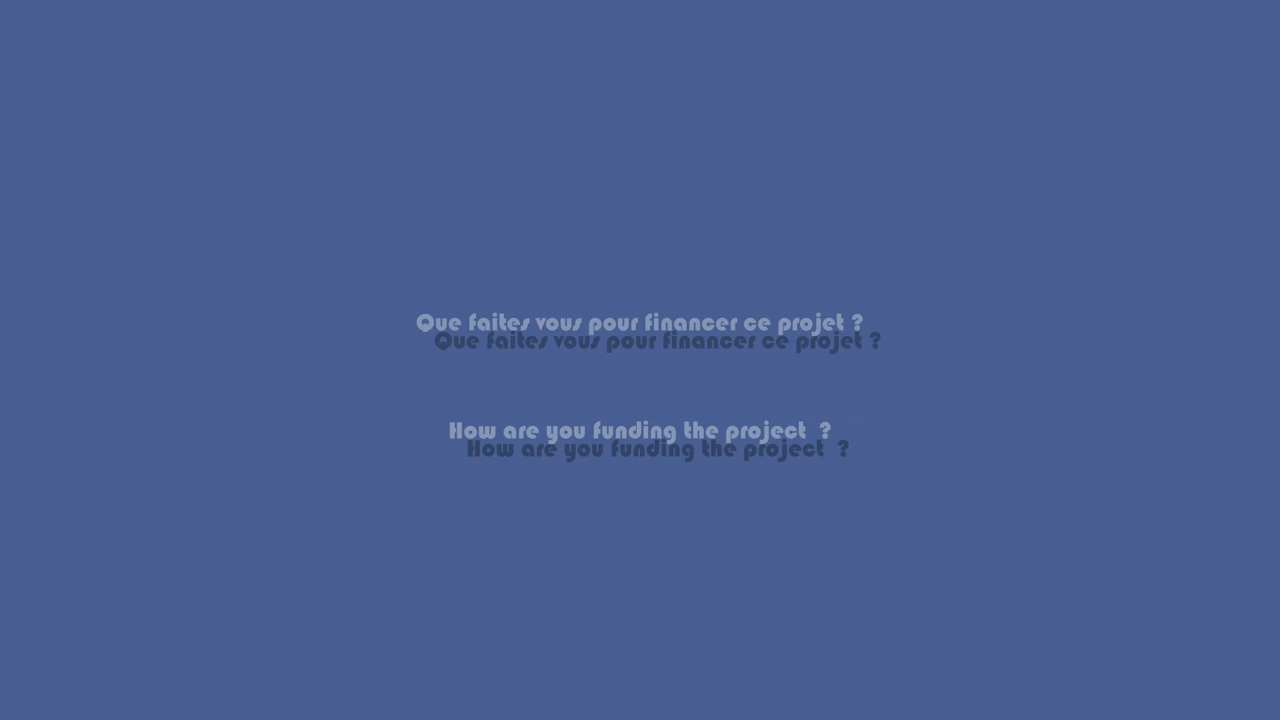 Que faites vous pour financer ce projet ?
How are you funding the project ?